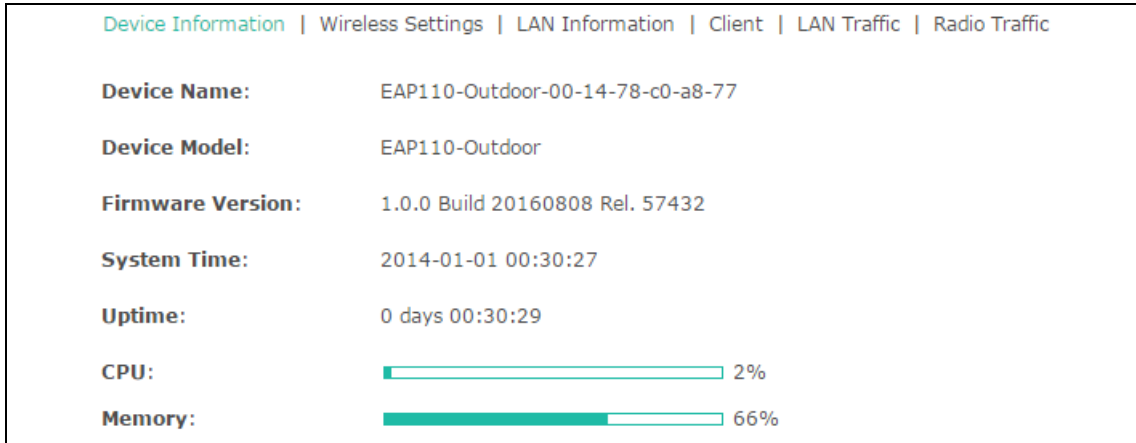 Device Information | Wireless Settings | LAN Information | Client | LAN Traffic | Radio Traffic
Device Name: EAP110-Outdoor-00-14-78-c0-a8-77
Device Model: EAP110-Outdoor
Firmware Version: 1.0.0 Build 20160808 Rel. 57432
System Time: 2014-01-01 00:30:27
Uptime: 0 days 00:30:29
CPU: 2%
Memory: 66%